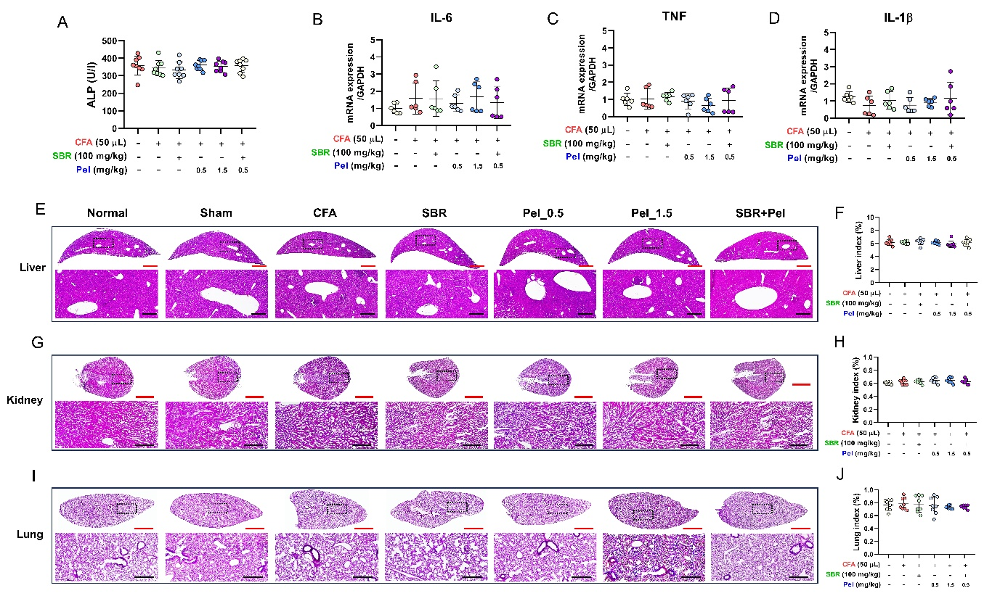 A
ALP (U/l)
500
400
300
200
100
0
CFA (50 µL) – – + + + +
SBR (100 mg/kg) – – + – – +
Pel (mg/kg) – – – 0.5 1.5 0.5
B
IL-6
mRNA expression
/GAPDH
5
4
3
2
1
0
CFA (50 µL) – + + + + +
SBR (100 mg/kg) – – + – – +
Pel (mg/kg) – – – 0.5 1.5 0.5
C
TNF
mRNA expression
/GAPDH
5
4
3
2
1
0
CFA (50 µL) – + + + + +
SBR (100 mg/kg) – – + – – +
Pel (mg/kg) – – – 0.5 1.5 0.5
D
IL-1β
mRNA expression
/GAPDH
5
4
3
2
1
0
CFA (50 µL) – + + + + +
SBR (100 mg/kg) – – + – – +
Pel (mg/kg) – – – 0.5 1.5 0.5
E
Normal Sham CFA SBR Pel_0.5 Pel_1.5 SBR+Pel
Liver
F
Liver index (%)
10
8
6
4
2
0
CFA (50 µL) – – + + + +
SBR (100 mg/kg) – – +
Pel (mg/kg) – – – 0.5 1.5 0.5
G
Kidney
H
Kidney index (%)
1.0
0.8
0.6
0.4
0.2
0.0
CFA (50 µL) – + + + +
SBR (100 mg/kg) – – +
Pel (mg/kg) – – – 0.5 1.5 0.5
I
Lung
J
Lung index (%)
1.0
0.8
0.6
0.4
0.2
0.0
CFA (50 µL) – + +
SBR (100 mg/kg) – –
Pel (mg/kg) – – – 0.5 1.5 0.5